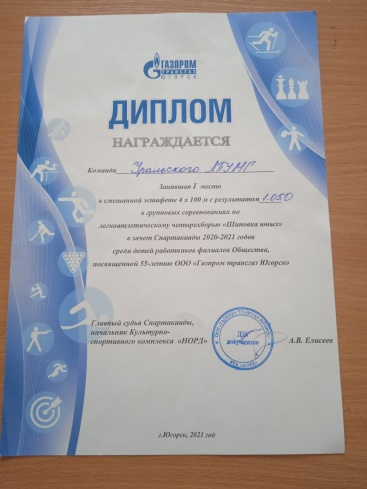 ГАЗПРОМ
ТРАНСГАЗ
ЮГОРСК
ДИПЛОМ
НАГРАЖДАЕТСЯ
Команда Уральского ЛПУМГ
Занявшая I место
в смешанной эстафете 4 х 100 м с результатом 1.050
в групповых соревнованиях по
легкоатлетическому четырехборью «Шиповка юных»
в зачет Спартакиады 2020-2021 годов
среди детей работников филиалов Общества,
посвященной 55-летию ООО «Газпром трансгаз Югорск»
Главный судья Спартакиады,
начальник Культурно-
спортивного комплекса «НОРД»
Для
документов
А.В. Елисеев
г.Югорск, 2021 год